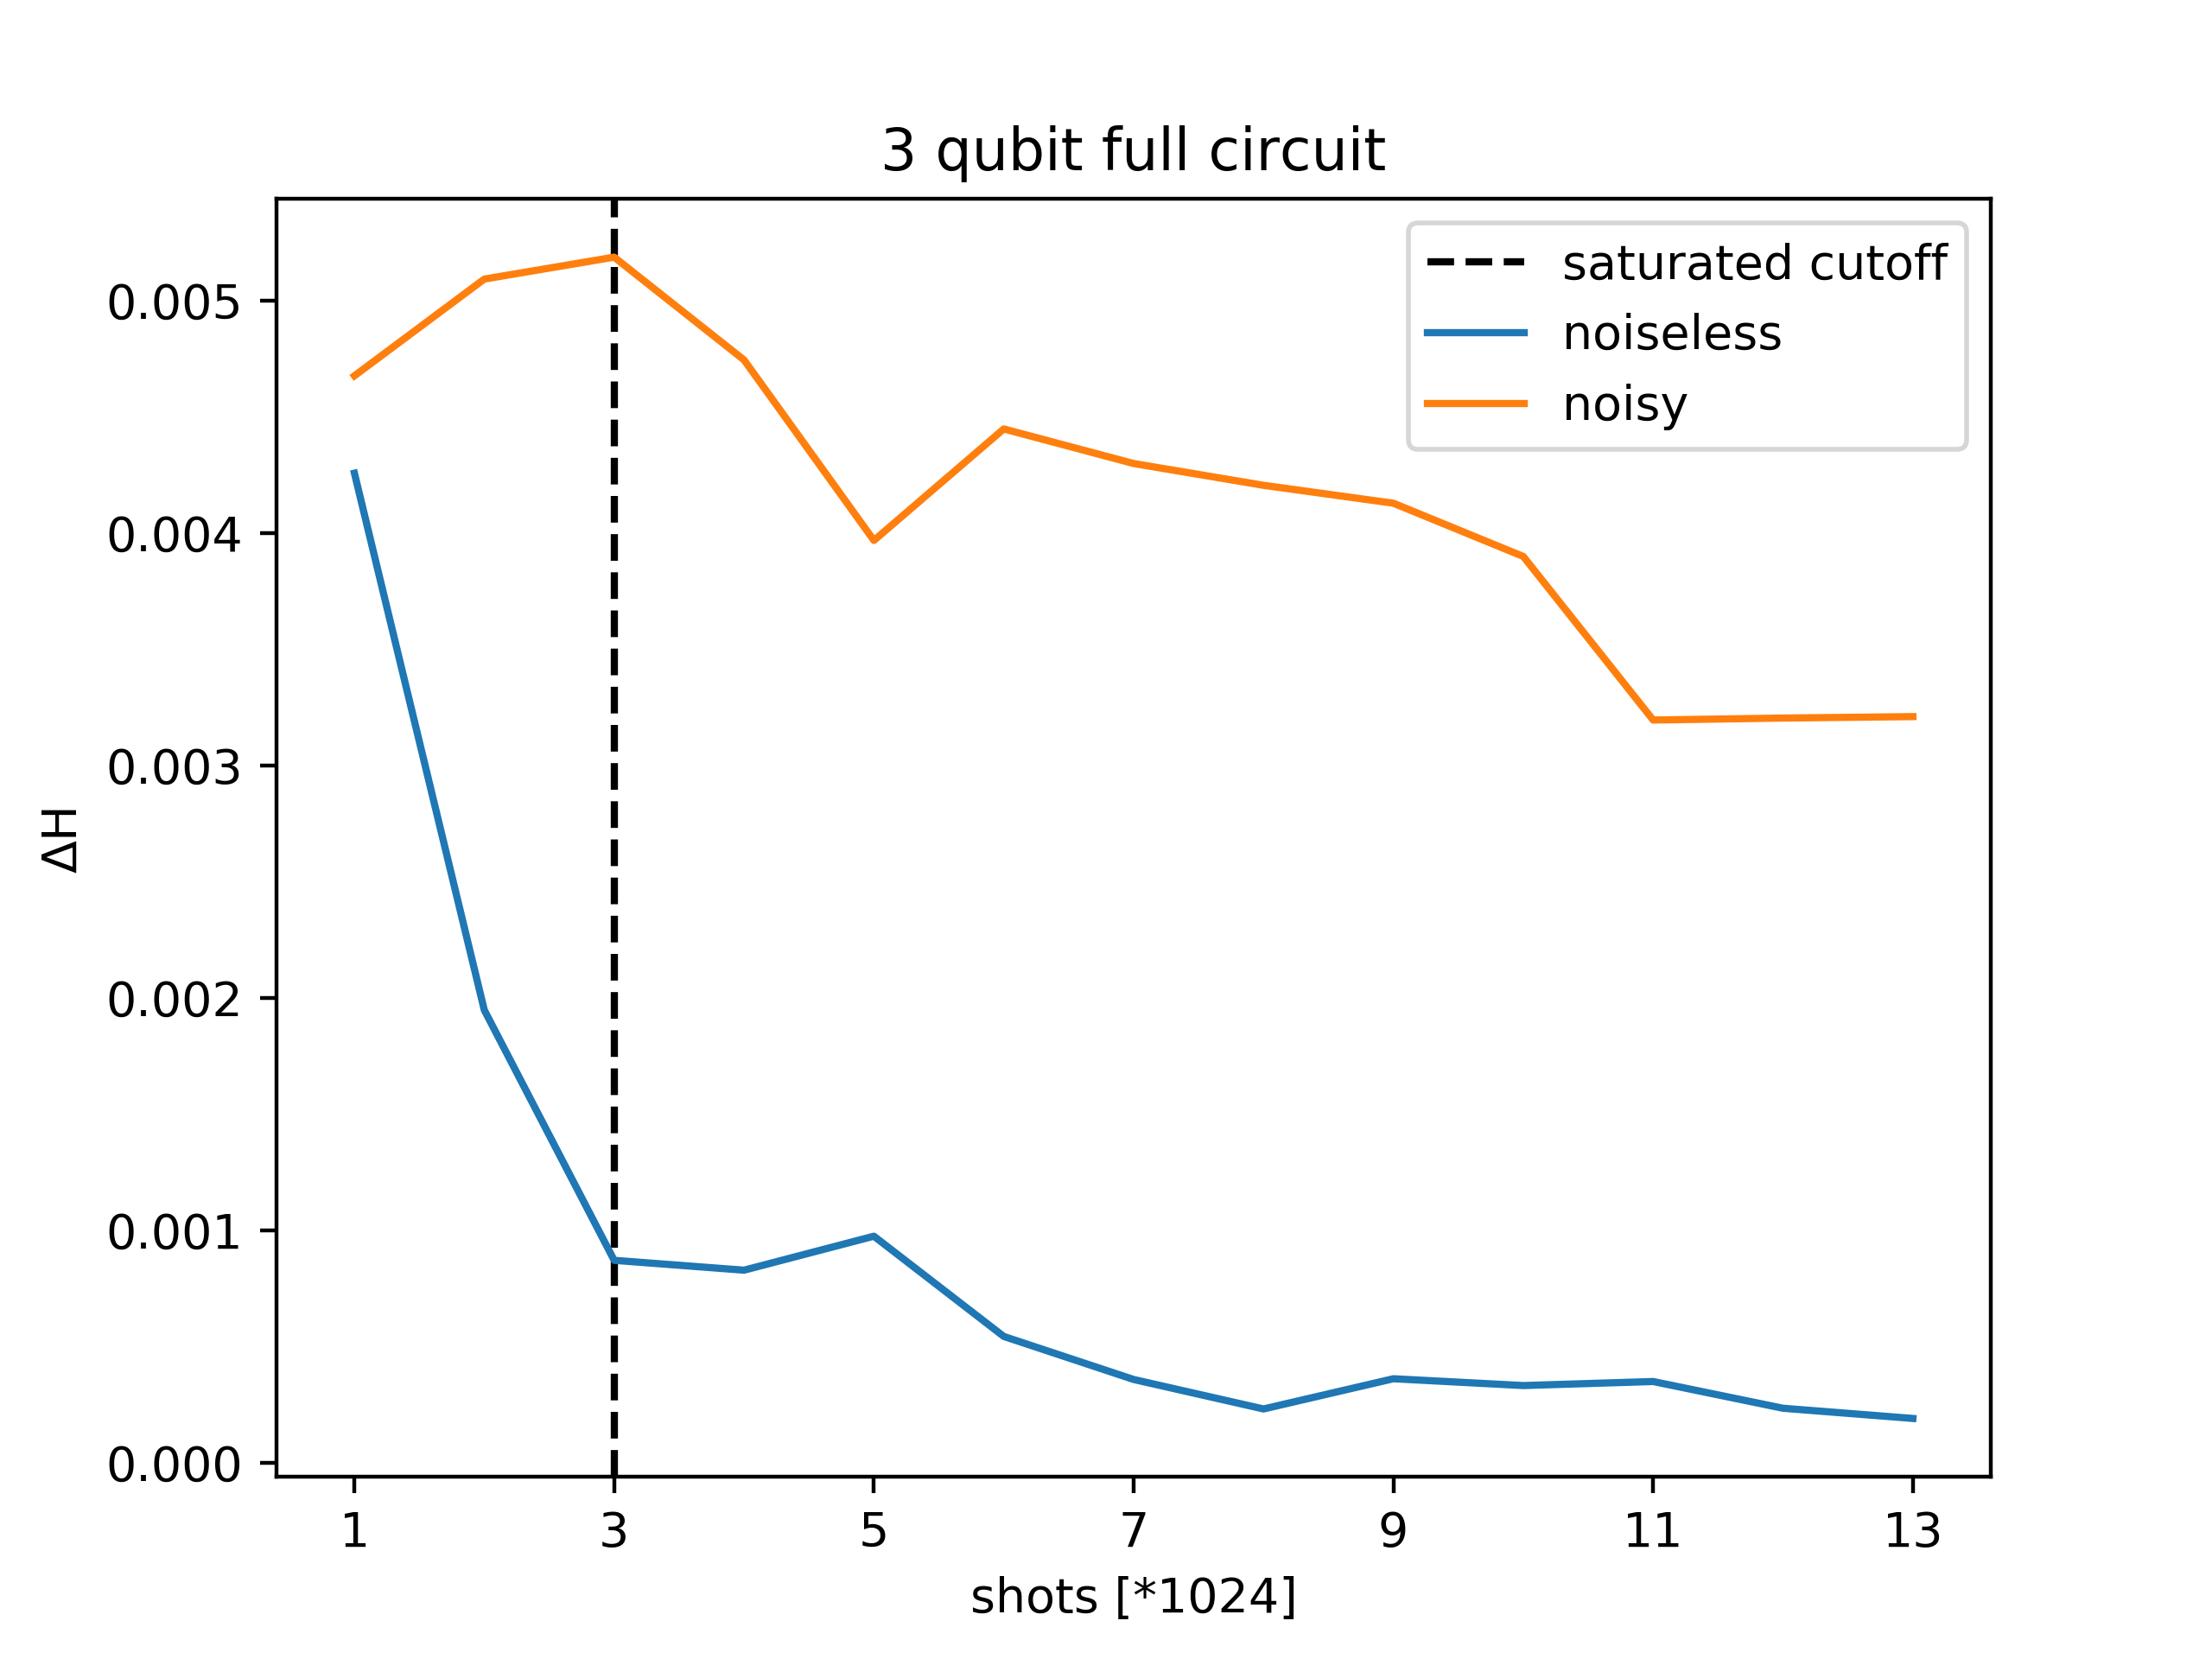 3 qubit full circuit
saturated cutoff
noiseless
noisy
0.005
0.004
0.003
0.002
0.001
0.000
ΔH
1 3 5 7 9 11 13
shots [*1024]